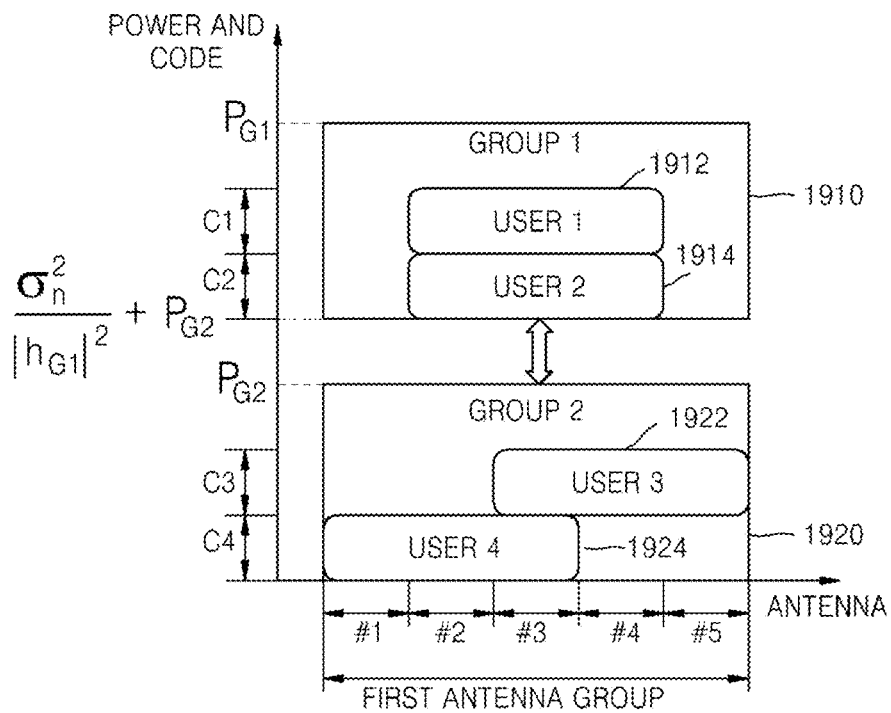 POWER AND
CODE
P_G1
GROUP 1
1912
1910
C1
USER 1
1914
C2
USER 2
σ_n^2 / |h_G1|^2 + P_G2
P_G2
GROUP 2
1922
C3
USER 3
C4
USER 4
1924
1920
ANTENNA
#1 #2 #3 #4 #5
FIRST ANTENNA GROUP